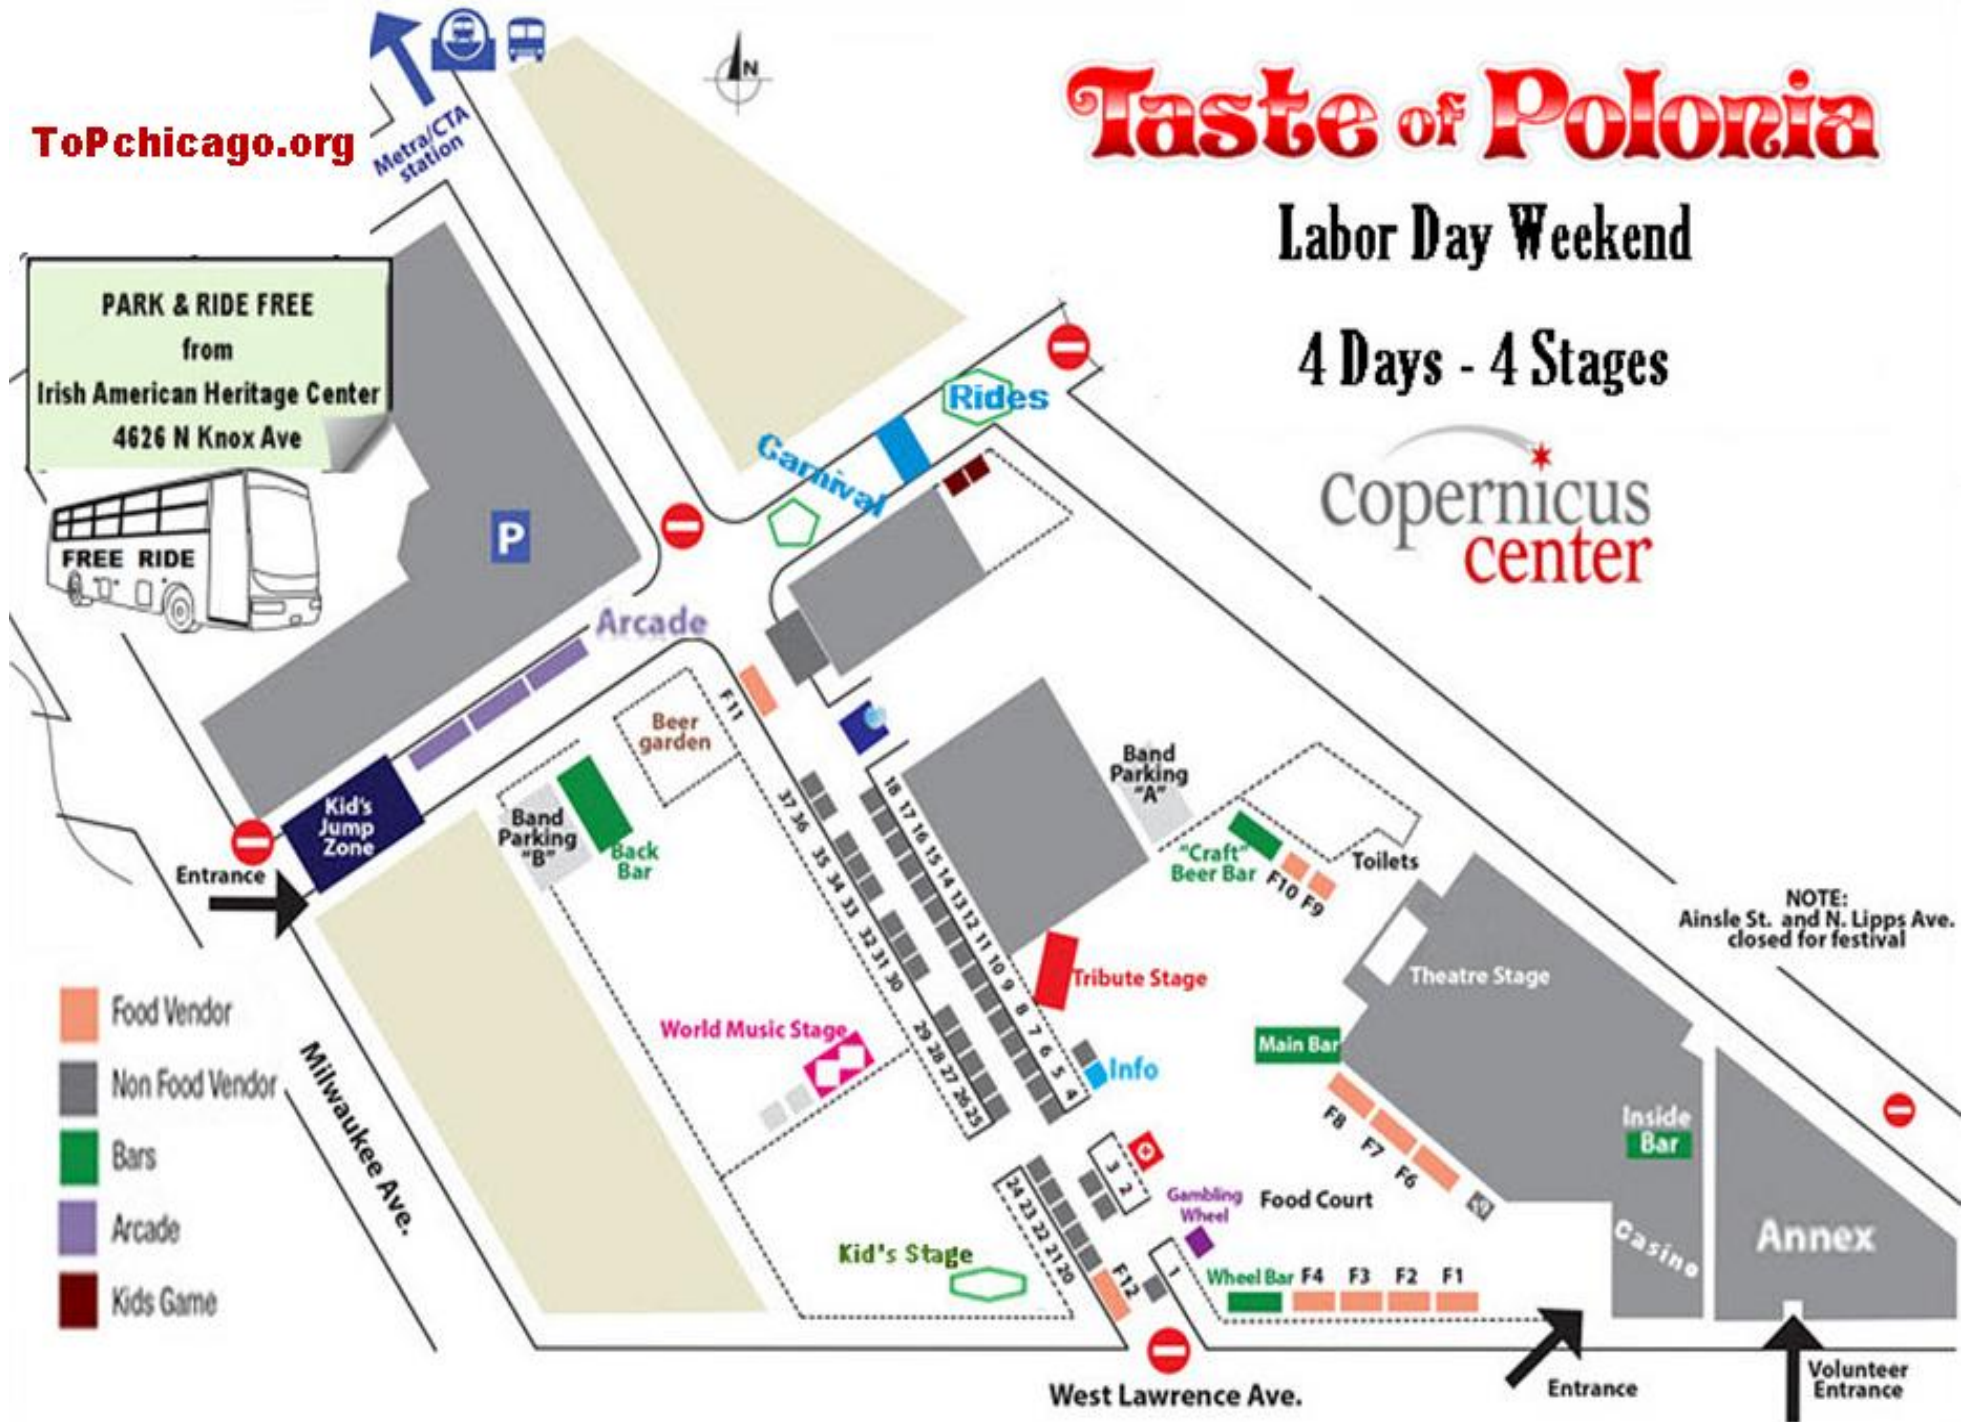 Taste of Polonia
Labor Day Weekend
4 Days - 4 Stages
Copernicus
center
N
ToPchicago.org
Metra/CTA
station
PARK & RIDE FREE
from
Irish American Heritage Center
4626 N Knox Ave
FREE RIDE
P
Rides
Carnival
Arcade
Kid's
Jump
Zone
Entrance
Beer
garden
F11
Band
Parking
"B"
Back
Bar
Band
Parking
"A"
"Craft"
Beer Bar
F10 F9
Toilets
NOTE:
Ainsle St. and N. Lipps Ave.
closed for festival
37 36 35 34 33 32 31 30 29 28 27 26 25
18 17 16 15 14 13 12 11 10 9 8 7 6 5 4
Tribute Stage
Theatre Stage
World Music Stage
Info
Main Bar
F8 F7 F6
Inside
Bar
3 2
24 23 22 21 20
F12
1
Gambling
Wheel
Food Court
Kid's Stage
Wheel Bar F4 F3 F2 F1
Casino
Annex
Food Vendor
Non Food Vendor
Bars
Arcade
Kids Game
Milwaukee Ave.
West Lawrence Ave.
Entrance
Volunteer
Entrance